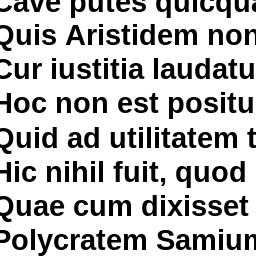 Cave putes quicqua
Quis Aristidem non
Cur iustitia laudatu
Hoc non est positu
Quid ad utilitatem t
Hic nihil fuit, quod
Quae cum dixisset
Polycratem Samium